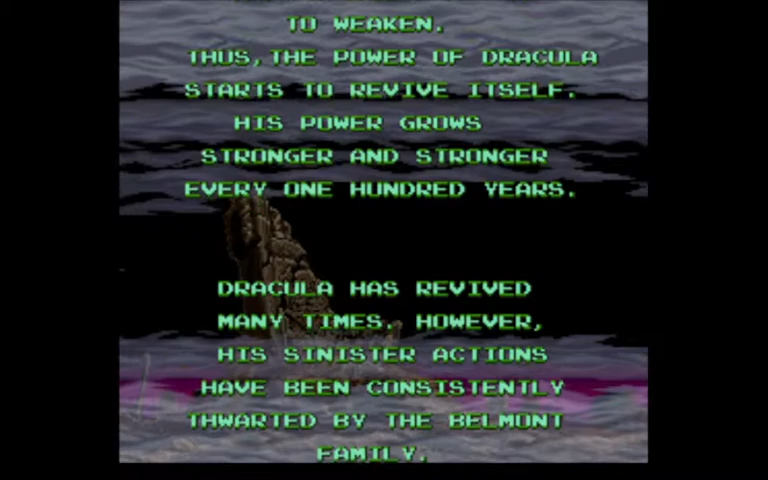 TO WEAKEN.
THUS,THE POWER OF DRACULA
STARTS TO REVIVE ITSELF.
HIS POWER GROWS
STRONGER AND STRONGER
EVERY ONE HUNDRED YEARS.
DRACULA HAS REVIVED
MANY TIMES. HOWEVER,
HIS SINISTER ACTIONS
HAVE BEEN CONSISTENTLY
THWARTED BY THE BELMONT
FAMILY.